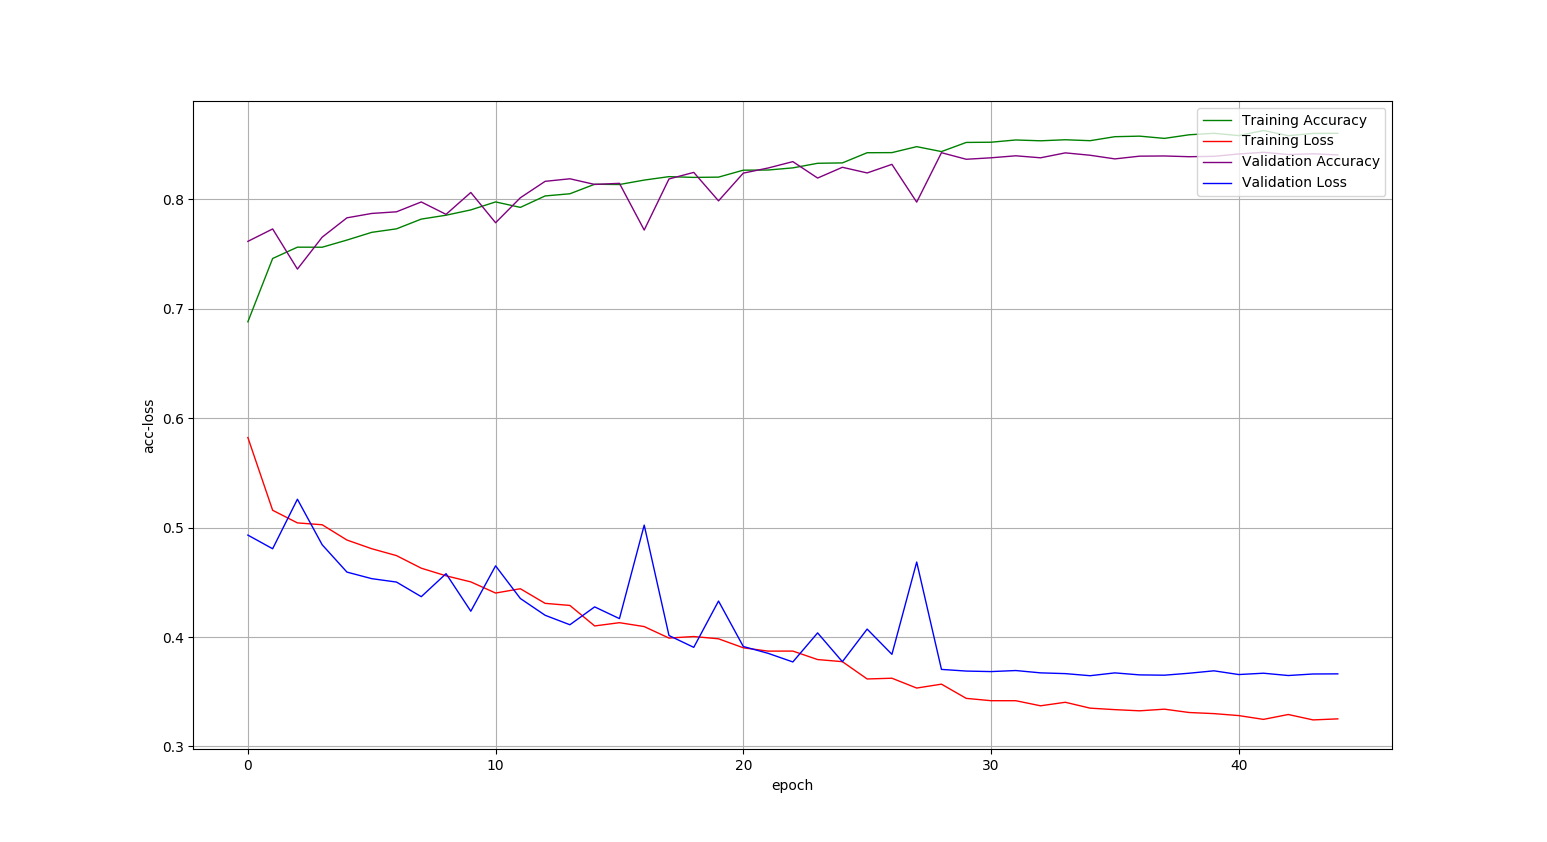 Training Accuracy
Training Loss
Validation Accuracy
Validation Loss
acc-loss
0.8
0.7
0.6
0.5
0.4
0.3
0 10 20 30 40
epoch